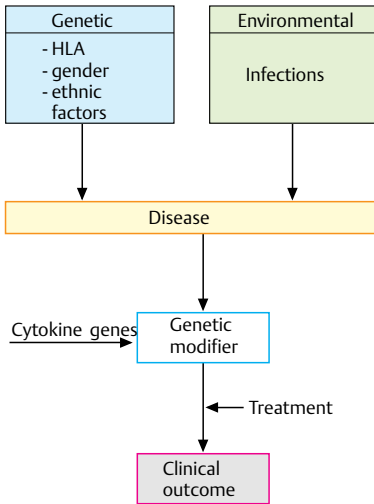 Genetic
- HLA
- gender
- ethnic
factors
Environmental
Infections
Disease
Cytokine genes
Genetic
modifier
Treatment
Clinical
outcome